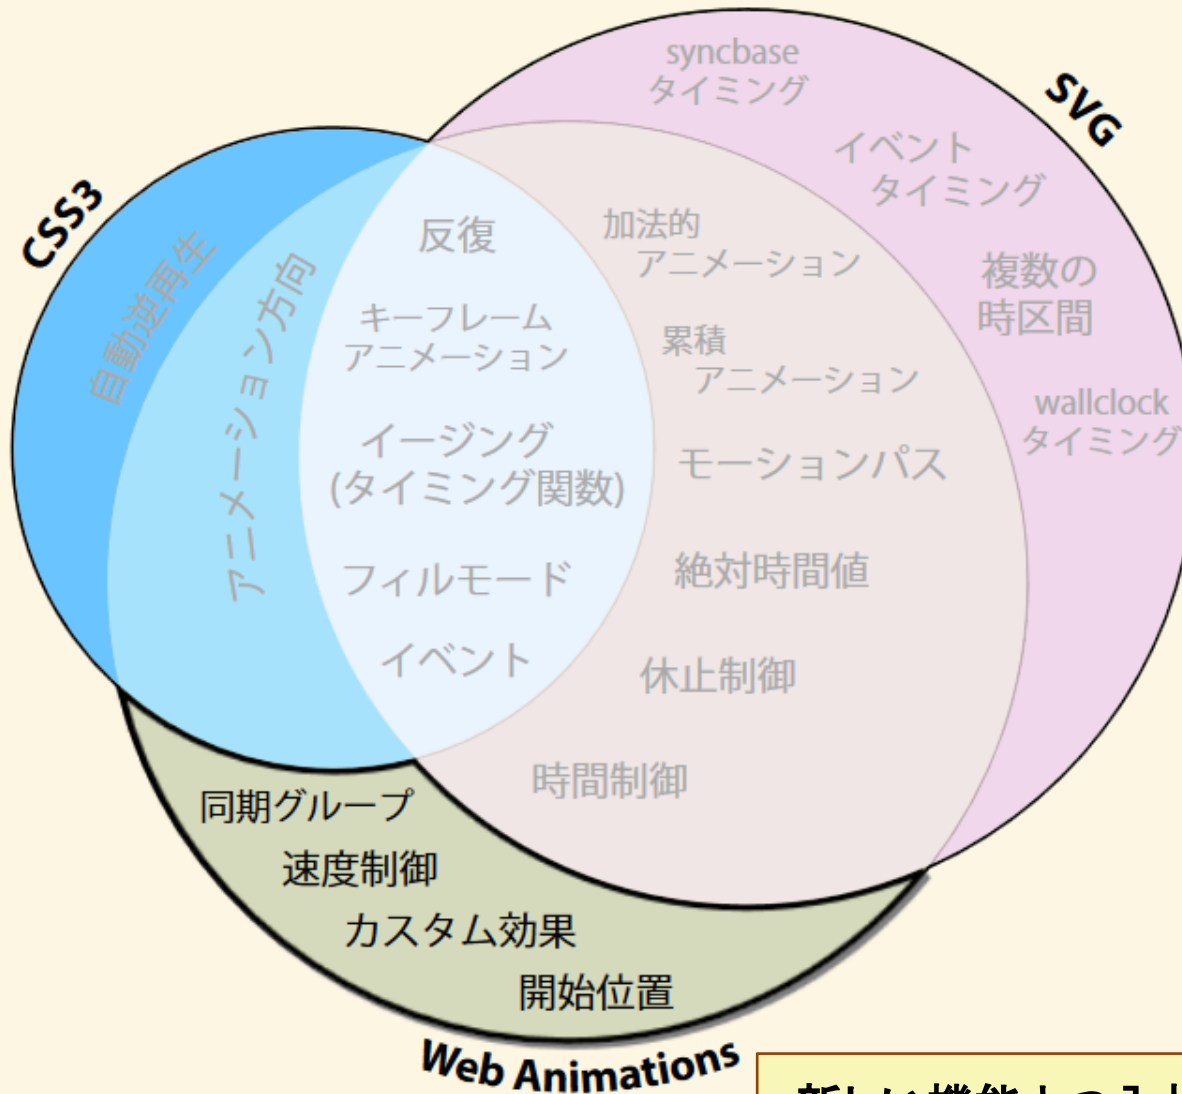 syncbase
タイミング
SVG
イベント
タイミング
CSS3
自動逆再生
アニメーション方向
反復
加法的
アニメーション
複数の
時区間
キーフレーム
アニメーション
累積
アニメーション
wallclock
タイミング
イージング
(タイミング関数)
モーションパス
フィルモード
絶対時間値
イベント
休止制御
時間制御
同期グループ
速度制御
カスタム効果
開始位置
Web Animations